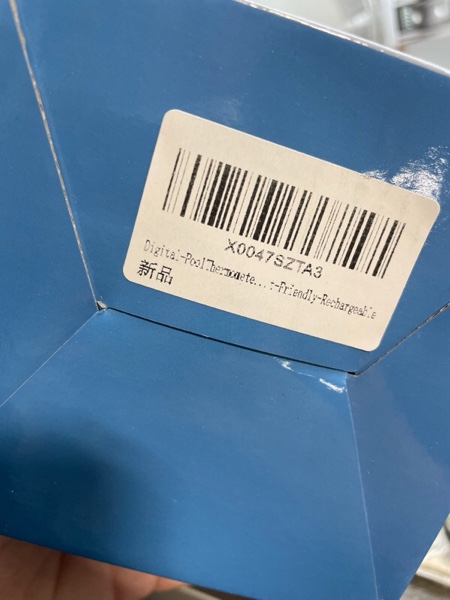 X0047SZTA3
Digital-PoolThermomete...t-Friendly-Rechargeable
新品